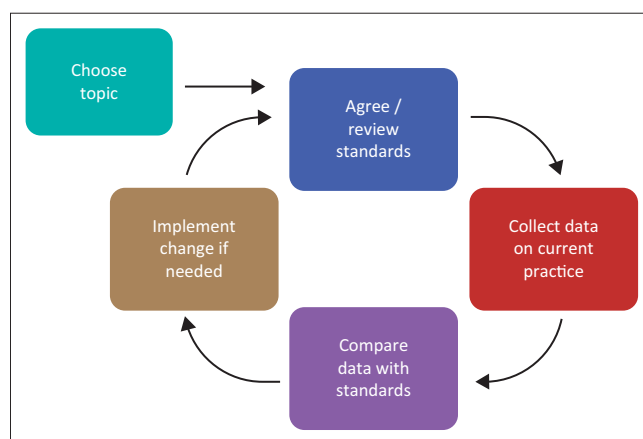 Choose
topic
Agree /
review
standards
Collect data
on current
practice
Compare
data with
standards
Implement
change if
needed